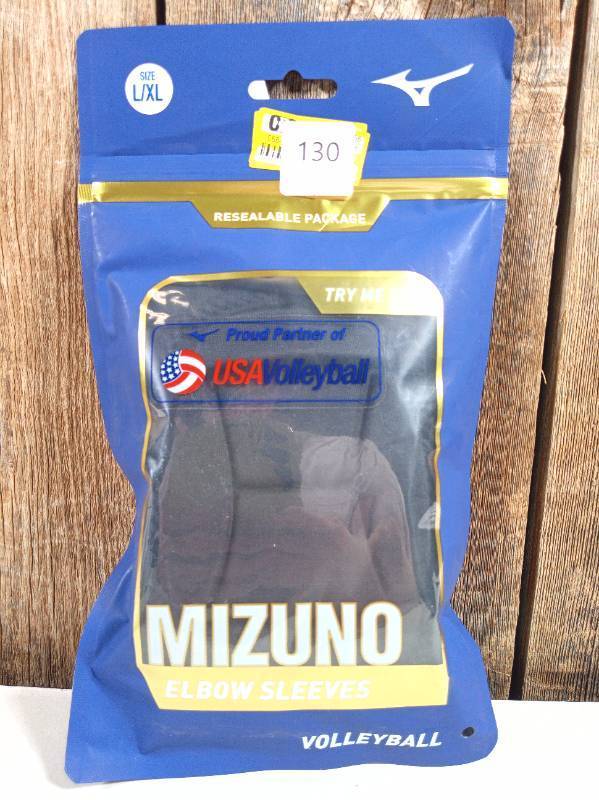 SIZE
L/XL
130
RESEALABLE PACKAGE
TRY ME
Proud Partner of
USAVolleyball
MIZUNO
ELBOW SLEEVES
VOLLEYBALL